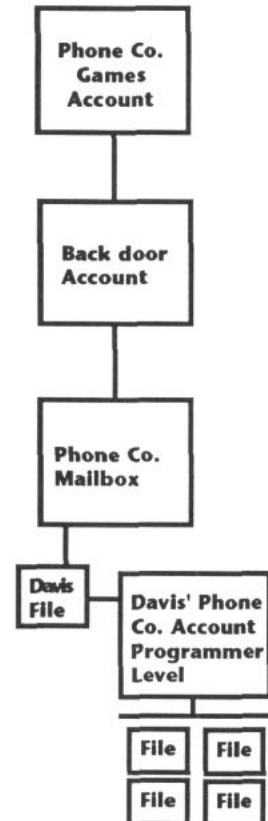 Phone Co.
Games
Account
Back door
Account
Phone Co.
Mailbox
Davis
File
Davis' Phone
Co. Account
Programmer
Level
File File
File File